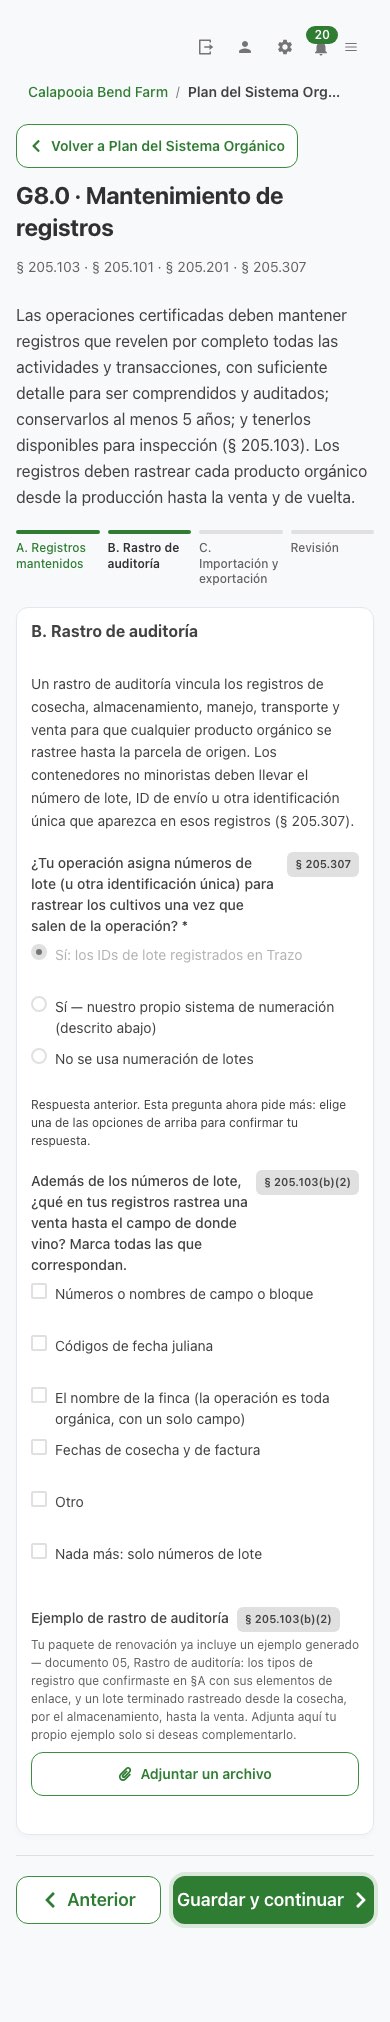 20
Calapooia Bend Farm / Plan del Sistema Org...
Volver a Plan del Sistema Orgánico
G8.0 · Mantenimiento de
registros
§ 205.103 · § 205.101 · § 205.201 · § 205.307
Las operaciones certificadas deben mantener
registros que revelen por completo todas las
actividades y transacciones, con suficiente
detalle para ser comprendidos y auditados;
conservarlos al menos 5 años; y tenerlos
disponibles para inspección (§ 205.103). Los
registros deben rastrear cada producto orgánico
desde la producción hasta la venta y de vuelta.
A. Registros
mantenidos
B. Rastro de
auditoría
C.
Importación y
exportación
Revisión
B. Rastro de auditoría
Un rastro de auditoría vincula los registros de
cosecha, almacenamiento, manejo, transporte y
venta para que cualquier producto orgánico se
rastree hasta la parcela de origen. Los
contenedores no minoristas deben llevar el
número de lote, ID de envío u otra identificación
única que aparezca en esos registros (§ 205.307).
¿Tu operación asigna números de
lote (u otra identificación única) para
rastrear los cultivos una vez que
salen de la operación? *
§ 205.307
Sí: los IDs de lote registrados en Trazo
Sí — nuestro propio sistema de numeración
(descrito abajo)
No se usa numeración de lotes
Respuesta anterior. Esta pregunta ahora pide más: elige
una de las opciones de arriba para confirmar tu
respuesta.
Además de los números de lote,
¿qué en tus registros rastrea una
venta hasta el campo de donde
vino? Marca todas las que
correspondan.
§ 205.103(b)(2)
Números o nombres de campo o bloque
Códigos de fecha juliana
El nombre de la finca (la operación es toda
orgánica, con un solo campo)
Fechas de cosecha y de factura
Otro
Nada más: solo números de lote
Ejemplo de rastro de auditoría § 205.103(b)(2)
Tu paquete de renovación ya incluye un ejemplo generado
— documento 05, Rastro de auditoría: los tipos de
registro que confirmaste en §A con sus elementos de
enlace, y un lote terminado rastreado desde la cosecha,
por el almacenamiento, hasta la venta. Adjunta aquí tu
propio ejemplo solo si deseas complementarlo.
Adjuntar un archivo
Anterior
Guardar y continuar